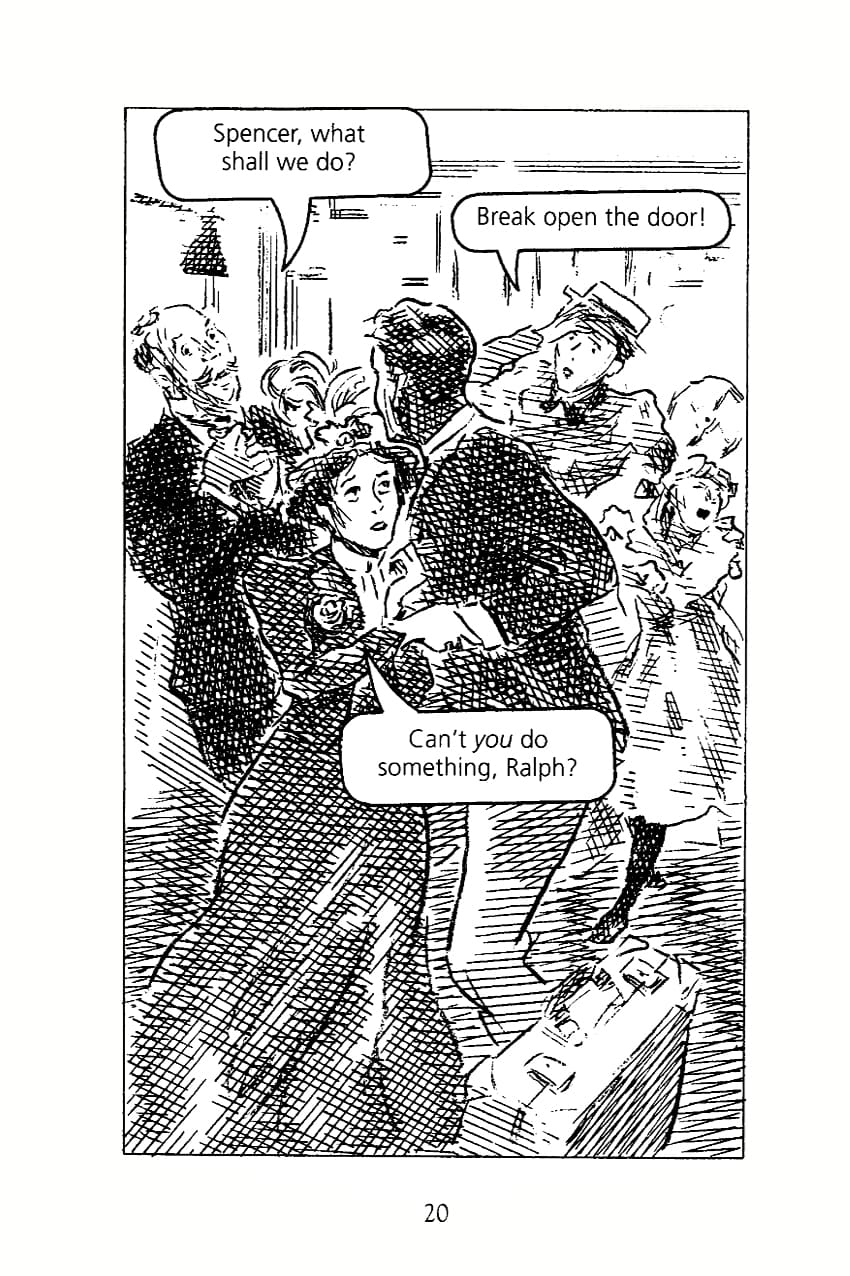 Spencer, what
shall we do?
Break open the door!
Can't you do
something, Ralph?
20